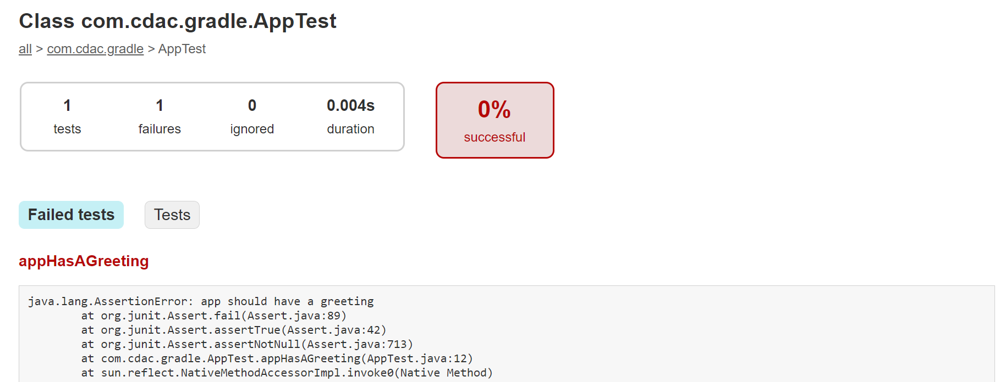 Class com.cdac.gradle.AppTest
all > com.cdac.gradle > AppTest
1 1 0 0.004s
tests failures ignored duration
0%
successful
Failed tests Tests
appHasAGreeting
java.lang.AssertionError: app should have a greeting
at org.junit.Assert.fail(Assert.java:89)
at org.junit.Assert.assertTrue(Assert.java:42)
at org.junit.Assert.assertNotNull(Assert.java:713)
at com.cdac.gradle.AppTest.appHasAGreeting(AppTest.java:12)
at sun.reflect.NativeMethodAccessorImpl.invoke0(Native Method)